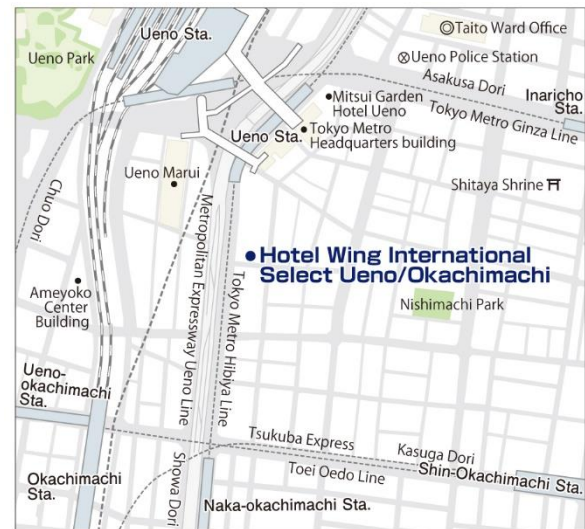 Ueno Sta.
Taito Ward Office
Ueno Park
Ueno Police Station
Asakusa Dori
Inaricho
Sta.
Mitsui Garden
Hotel Ueno
Tokyo Metro Ginza Line
Ueno Sta.
Tokyo Metro
Headquarters building
Ueno Marui
Shitaya Shrine
Chuo Dori
Metropolitan Expressway Ueno Line
Tokyo Metro Hibiya Line
Hotel Wing International
Select Ueno/Okachimachi
Ameyoko
Center
Building
Nishimachi Park
Ueno-
okachimachi
Sta.
Tsukuba Express
Kasuga Dori
Toei Oedo Line
Shin-Okachimachi Sta.
Okachimachi
Sta.
Showa Dori
Naka-okachimachi Sta.